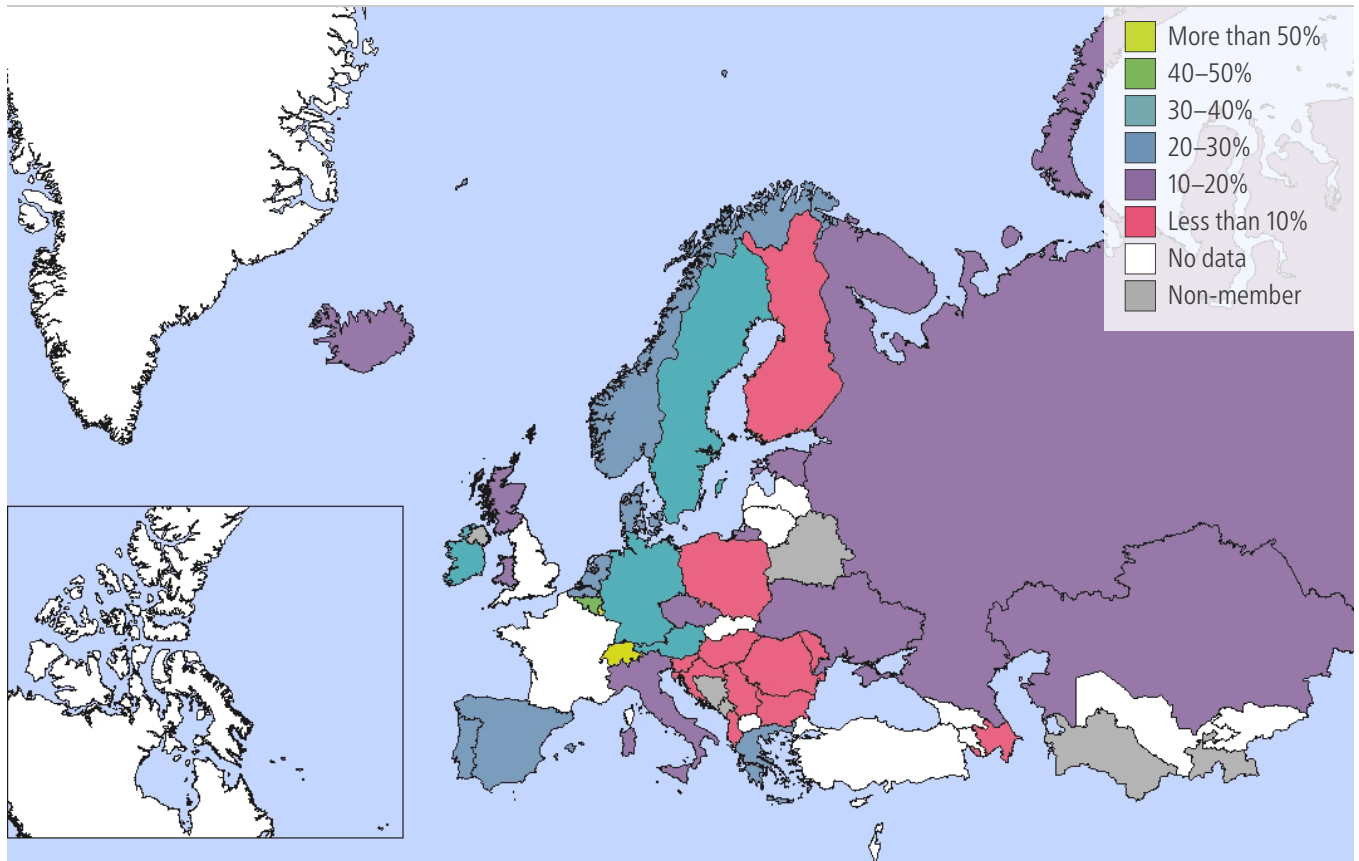 More than 50%
40–50%
30–40%
20–30%
10–20%
Less than 10%
No data
Non-member